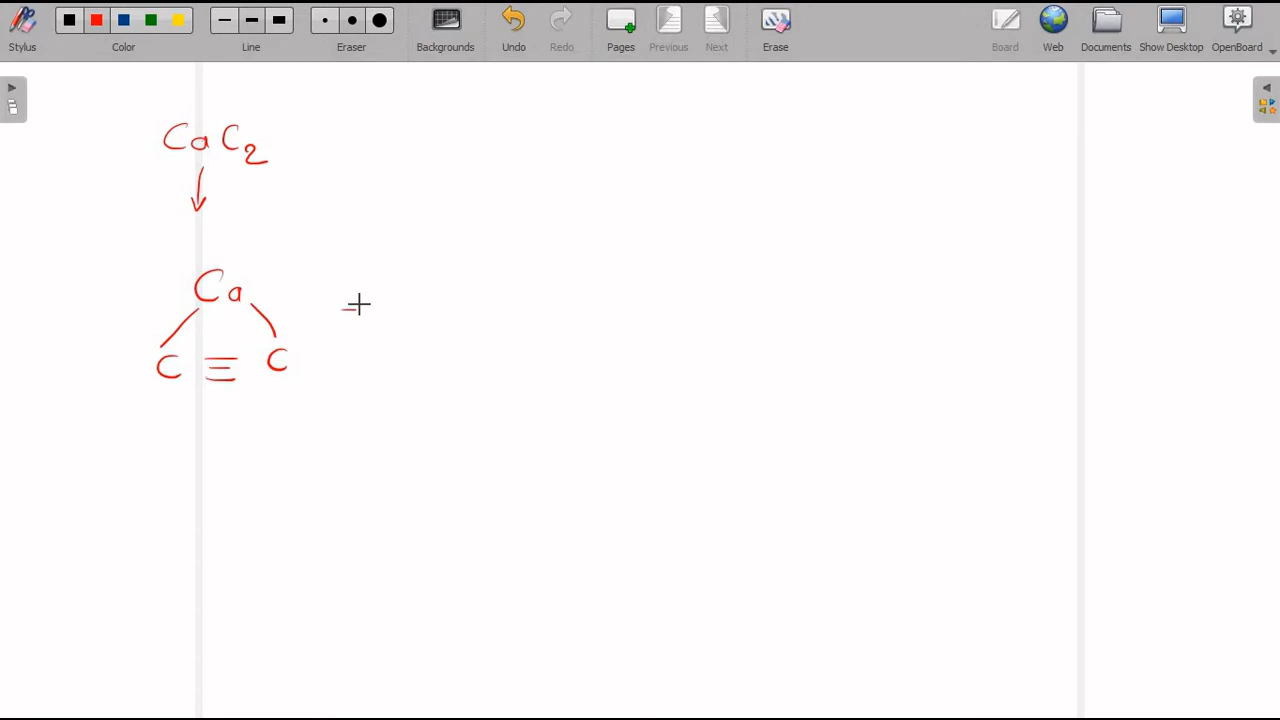 Stylus Color Line Eraser Backgrounds Undo Redo Pages Previous Next Erase Board Web Documents Show Desktop OpenBoard
CaC₂
↓
Ca
C ≡ C